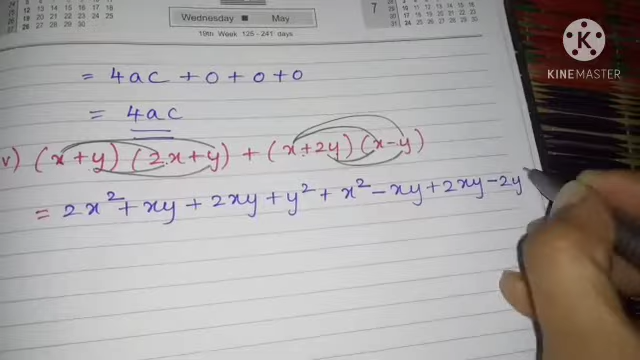 Wednesday ■ May
19th Week 125 - 241 days
7
KINEMASTER
= 4ac + 0 + 0 + 0
= 4ac
v) (x+y) (2x+y) + (x+2y) (x-y)
= 2x² + xy + 2xy + y² + x² - xy + 2xy - 2y